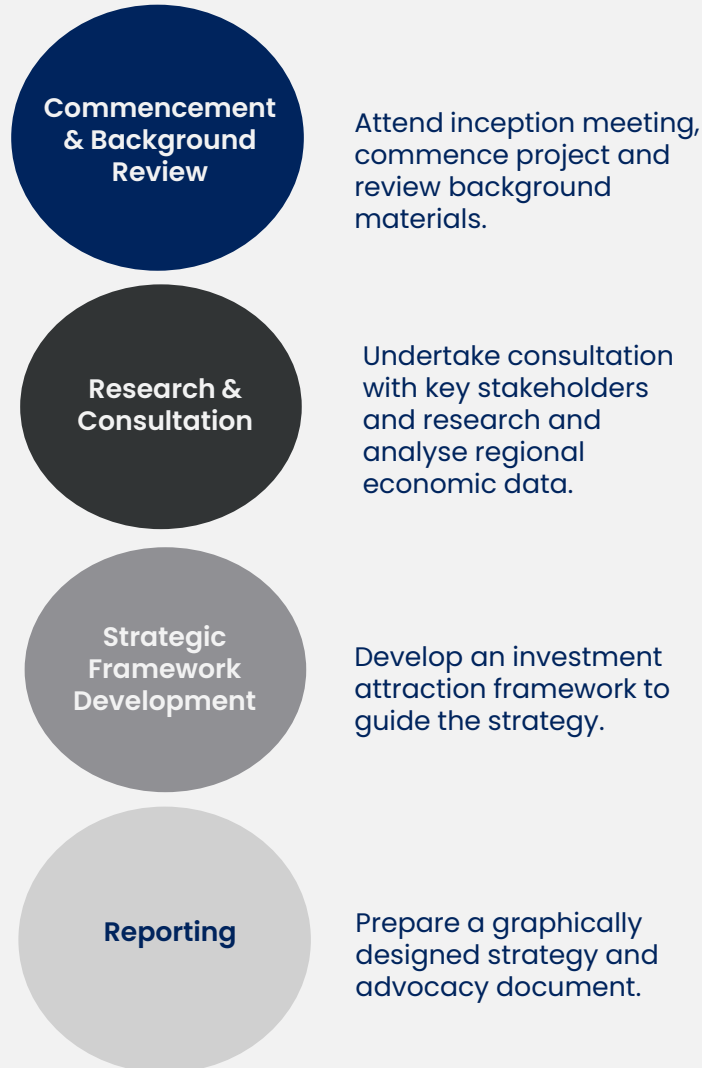 Commencement
& Background
Review
Attend inception meeting,
commence project and
review background
materials.
Research &
Consultation
Undertake consultation
with key stakeholders
and research and
analyse regional
economic data.
Strategic
Framework
Development
Develop an investment
attraction framework to
guide the strategy.
Reporting
Prepare a graphically
designed strategy and
advocacy document.